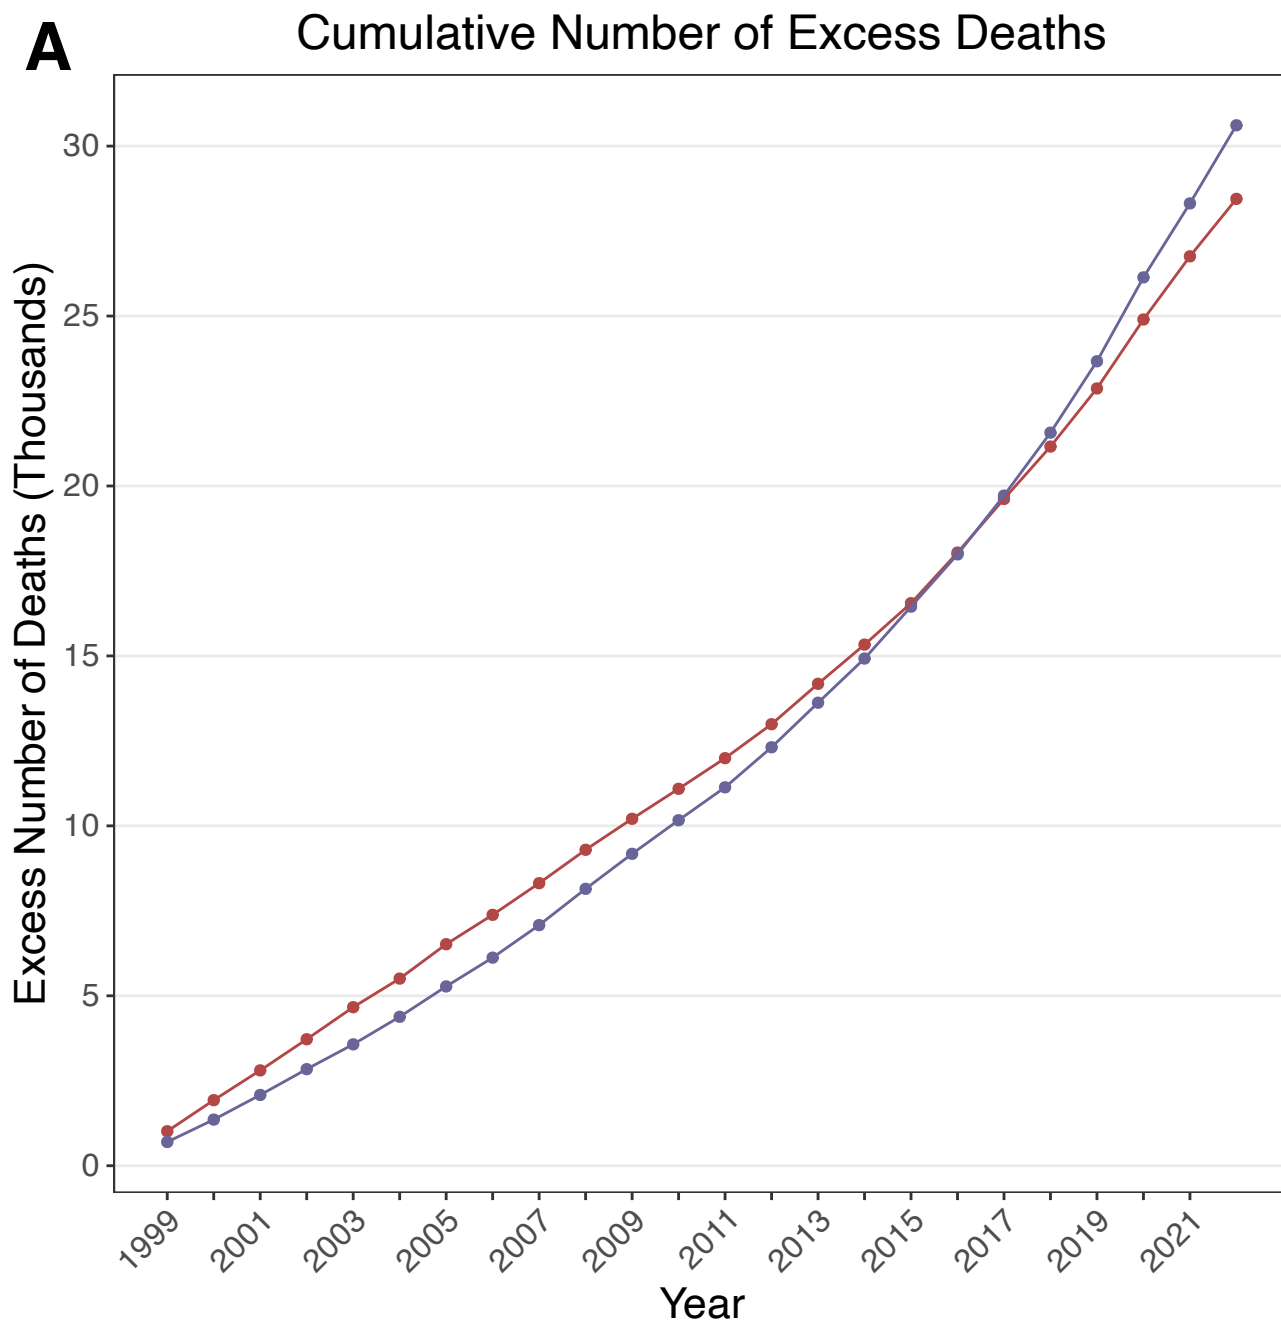 A
Cumulative Number of Excess Deaths
Excess Number of Deaths (Thousands)
30
25
20
15
10
5
0
1999 2001 2003 2005 2007 2009 2011 2013 2015 2017 2019 2021
Year